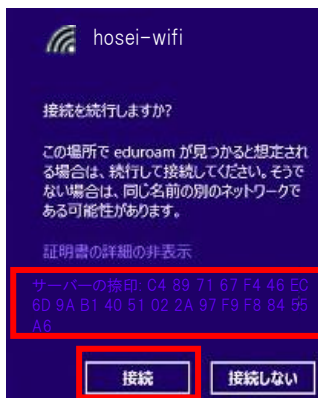 hosei-wifi
接続を続行しますか?
この場所で eduroam が見つかると想定され
る場合は、続行して接続してください。そうで
ない場合は、同じ名前の別のネットワークで
ある可能性があります。
証明書の詳細の非表示
サーバーの拇印: C4 89 71 67 F4 46 EC
6D 9A B1 40 51 02 2A 97 F9 F8 84 55
A6
接続
接続しない